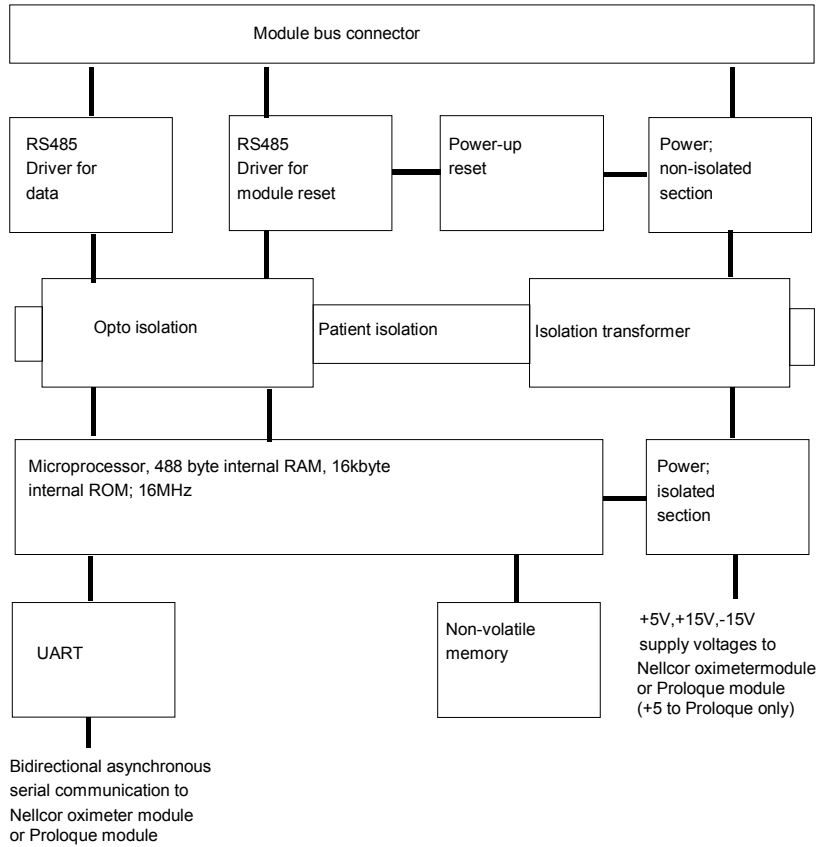 Module bus connector
RS485
Driver for
data
RS485
Driver for
module reset
Power-up
reset
Power;
non-isolated
section
Opto isolation
Patient isolation
Isolation transformer
Microprocessor, 488 byte internal RAM, 16kbyte
internal ROM; 16MHz
Power;
isolated
section
UART
Non-volatile
memory
+5V,+15V,-15V
supply voltages to
Nellcor oximetermodule
or Proloque module
(+5 to Proloque only)
Bidirectional asynchronous
serial communication to
Nellcor oximeter module
or Proloque module